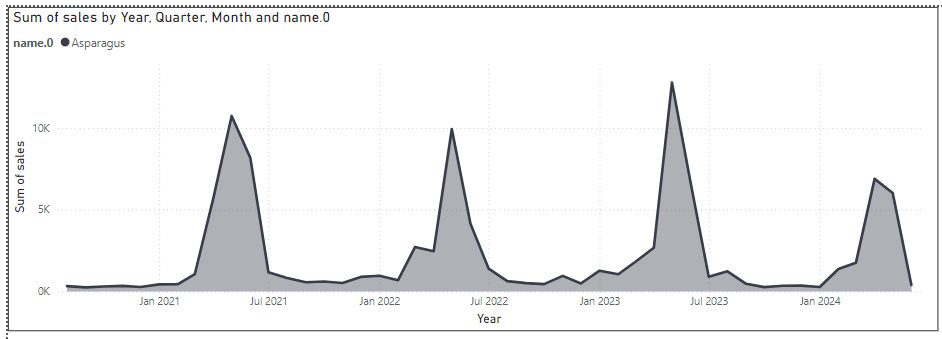 Sum of sales by Year, Quarter, Month and name.0
name.0 Asparagus
Sum of sales
10K
5K
0K
Jan 2021 Jul 2021 Jan 2022 Jul 2022 Jan 2023 Jul 2023 Jan 2024
Year